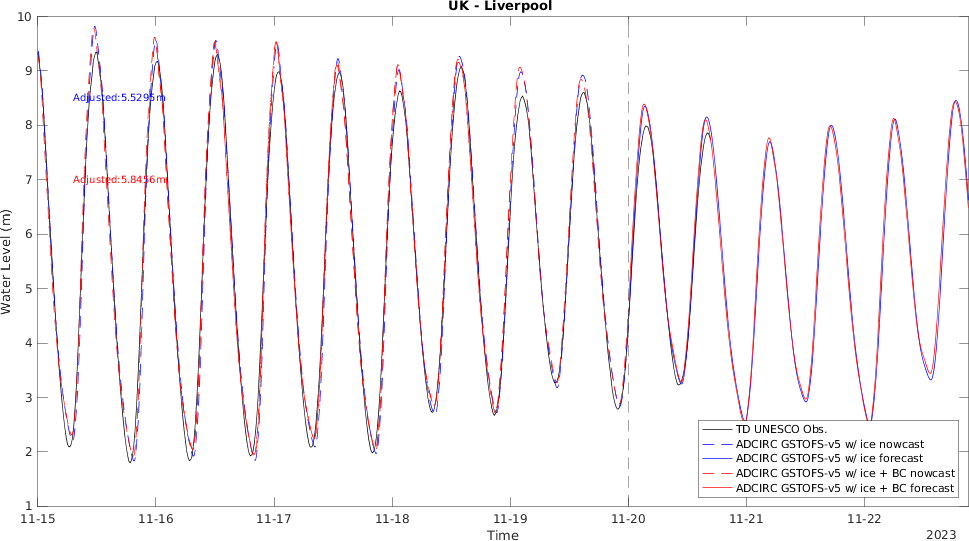 UK - Liverpool
10
9
8
7
6
5
4
3
2
1
Water Level (m)
Adjusted:5.5295m
Adjusted:5.8456m
TD UNESCO Obs.
ADCIRC GSTOFS-v5 w/ ice nowcast
ADCIRC GSTOFS-v5 w/ ice forecast
ADCIRC GSTOFS-v5 w/ ice + BC nowcast
ADCIRC GSTOFS-v5 w/ ice + BC forecast
11-15 11-16 11-17 11-18 11-19 11-20 11-21 11-22
Time
2023